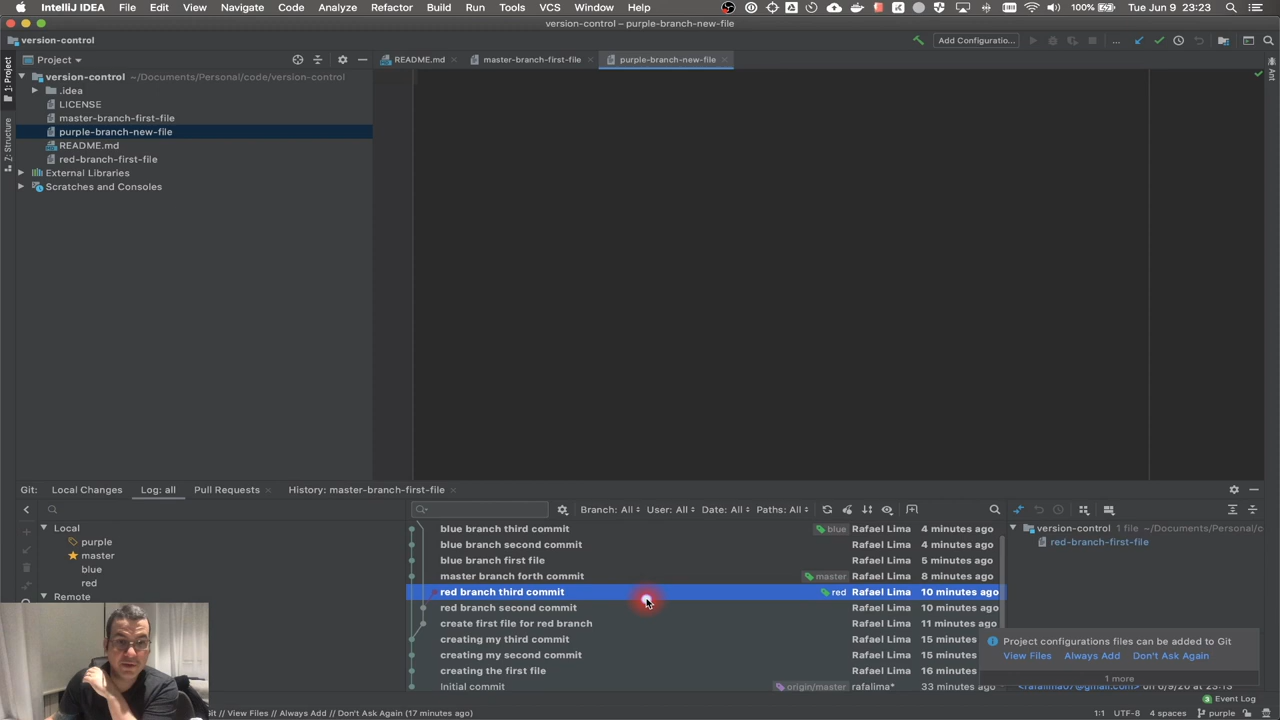 IntelliJ IDEA File Edit View Navigate Code Analyze Refactor Build Run Tools VCS Window Help 100% Tue Jun 9 23:23
version-control – purple-branch-new-file
version-control Add Configuratio... ...
Project README.md master-branch-first-file purple-branch-new-file
1: Project
Z: Structure
Ant
version-control ~/Documents/Personal/code/version-control
.idea
LICENSE
master-branch-first-file
purple-branch-new-file
README.md
red-branch-first-file
External Libraries
Scratches and Consoles
Git: Local Changes Log: all Pull Requests History: master-branch-first-file
Branch: All User: All Date: All Paths: All
Local
purple
master
blue
red
Remote
blue branch third commit blue Rafael Lima 4 minutes ago
blue branch second commit Rafael Lima 4 minutes ago
blue branch first file Rafael Lima 5 minutes ago
master branch forth commit master Rafael Lima 8 minutes ago
red branch third commit red Rafael Lima 10 minutes ago
red branch second commit Rafael Lima 10 minutes ago
create first file for red branch Rafael Lima 11 minutes ago
creating my third commit Rafael Lima 15 minutes
creating my second commit Rafael Lima 15 minutes
creating the first file Rafael Lima 16 minutes
Initial commit origin/master rafalima* 33 minutes ago
version-control 1 file ~/Documents/Personal/c
red-branch-first-file
Project configurations files can be added to Git
View Files Always Add Don't Ask Again
1 more
Event Log
it // View Files // Always Add // Don't Ask Again (17 minutes ago) 1:1 UTF-8 4 spaces purple